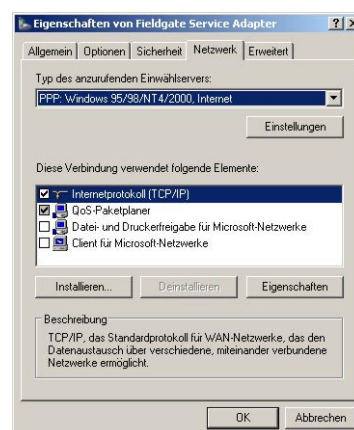 Eigenschaften von Fieldgate Service Adapter
Allgemein Optionen Sicherheit Netzwerk Erweitert
Typ des anzurufenden Einwählservers:
PPP: Windows 95/98/NT4/2000, Internet
Einstellungen
Diese Verbindung verwendet folgende Elemente:
Internetprotokoll (TCP/IP)
QoS-Paketplaner
Datei- und Druckerfreigabe für Microsoft-Netzwerke
Client für Microsoft-Netzwerke
Installieren... Deinstallieren Eigenschaften
Beschreibung
TCP/IP, das Standardprotokoll für WAN-Netzwerke, das den
Datenaustausch über verschiedene, miteinander verbundene
Netzwerke ermöglicht.
OK Abbrechen